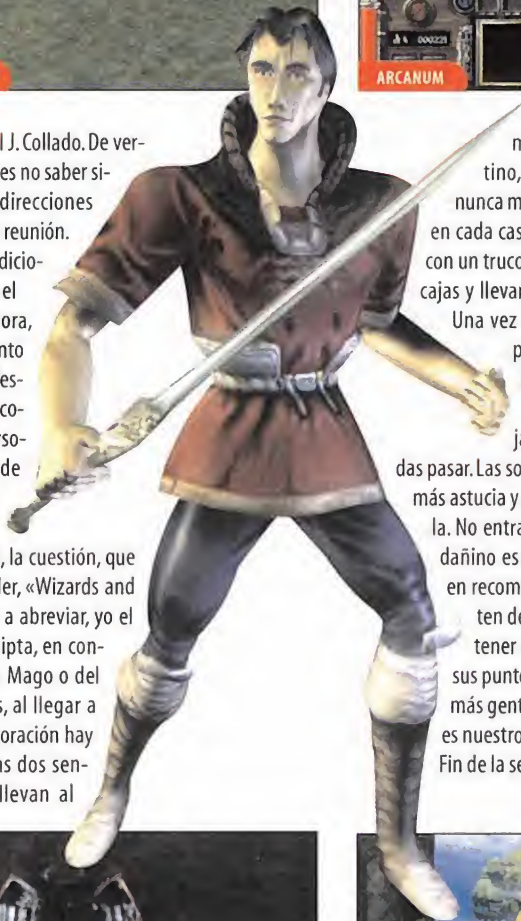 000221
ARCANUM
l J. Collado. De ver-
es no saber si-
direcciones
reunión.
dicio-
el
ora,
nto
es-
co-
rso-
de
, la cuestión, que
ler, «Wizards and
a abreviar, yo el
ipta, en con-
Mago o del
s, al llegar a
oración hay
as dos sen-
llevan al
tino,
nunca m
en cada cas
con un truco
cajas y llevar
Una vez
p
ja
das pasar. Las so
más astucia y
la. No entra
dañino es
en recom
ten de
tener
sus punto
más gent
es nuestro
Fin de la se